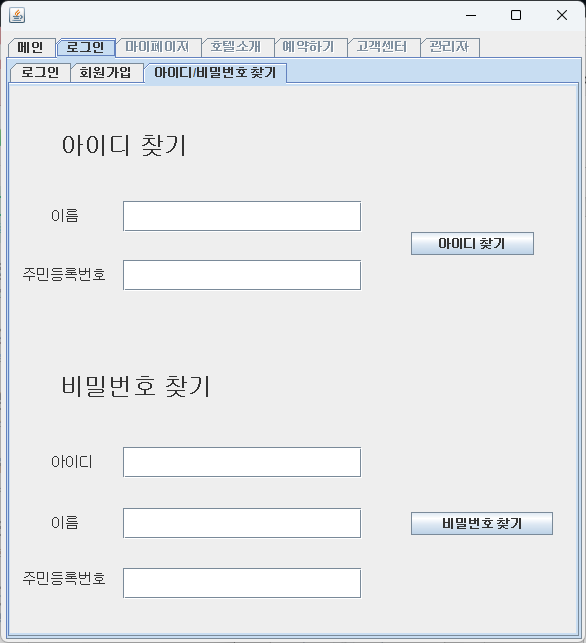 메인 로그인 마이페이지 호텔소개 예약하기 고객센터 관리자
로그인 회원가입 아이디/비밀번호 찾기
아이디 찾기
이름
아이디 찾기
주민등록번호
비밀번호 찾기
아이디
이름
비밀번호 찾기
주민등록번호